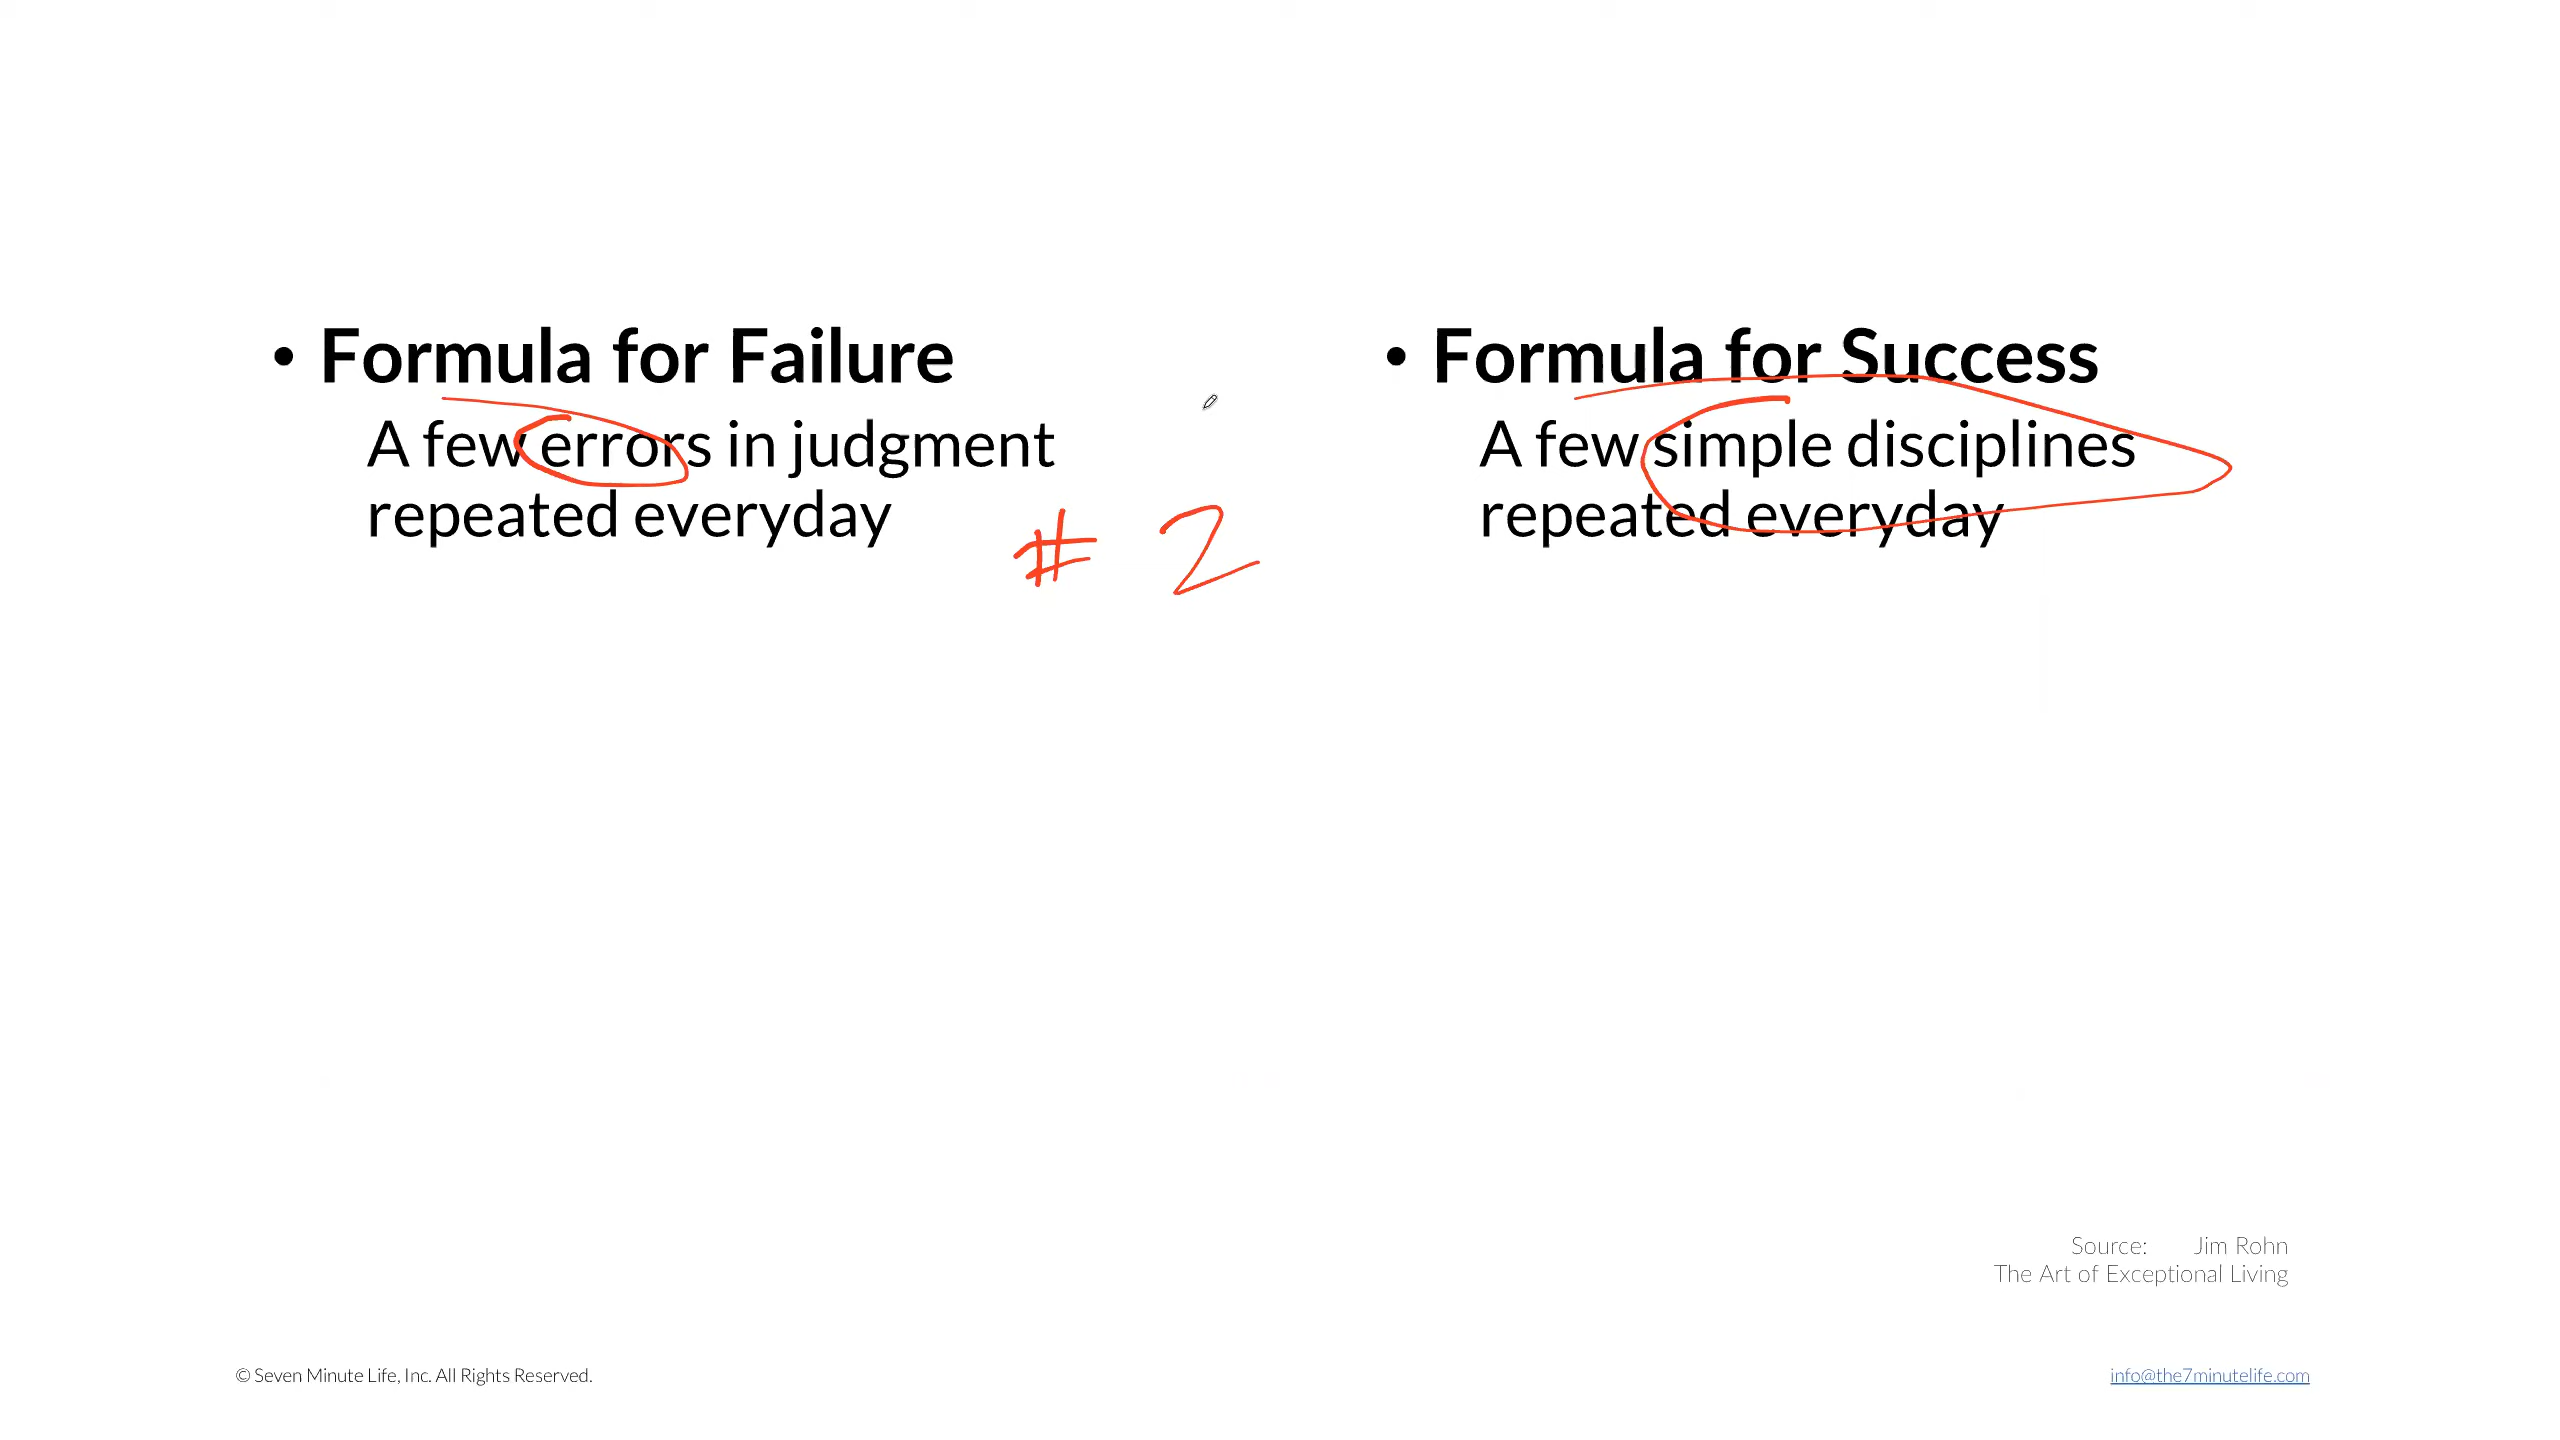 • Formula for Failure
A few errors in judgment
repeated everyday
# 2
• Formula for Success
A few simple disciplines
repeated everyday
Source: Jim Rohn
The Art of Exceptional Living
© Seven Minute Life, Inc. All Rights Reserved.
info@the7minutelife.com